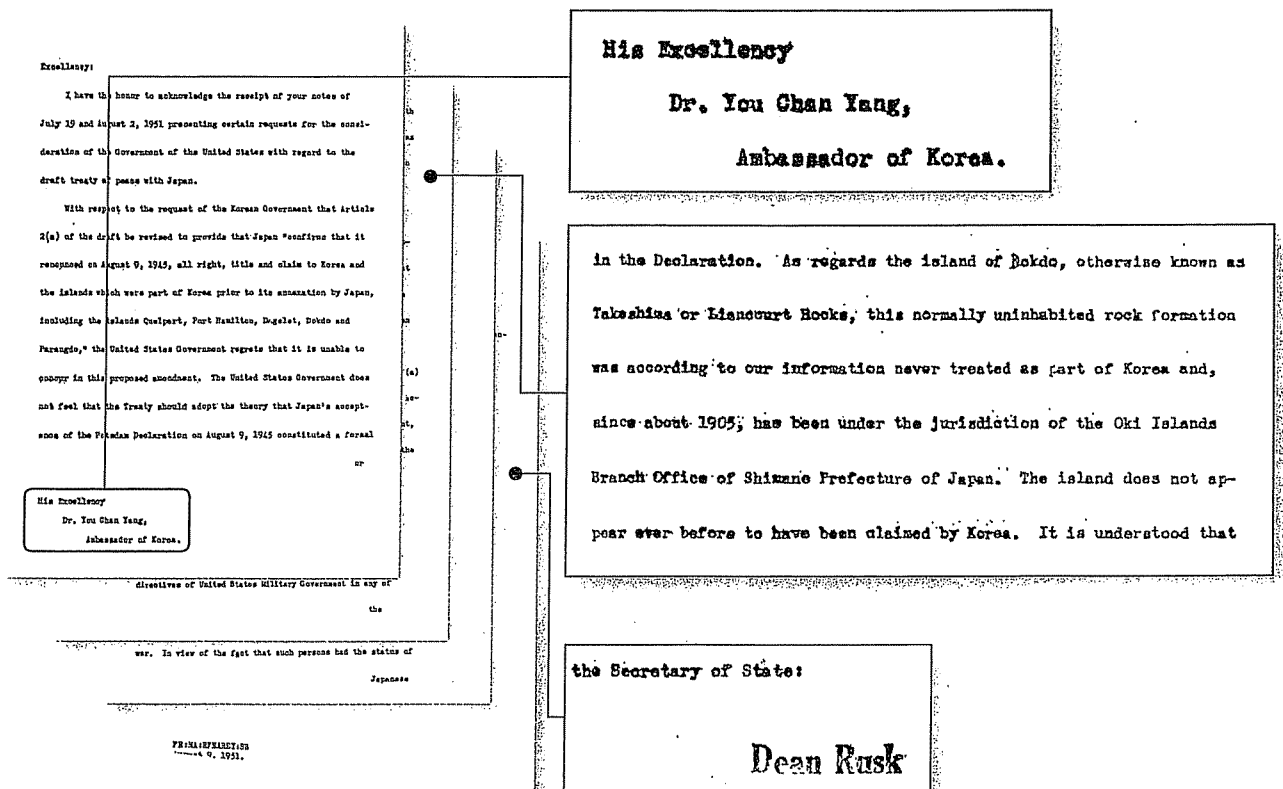 Excellency:
I have the honor to acknowledge the receipt of your notes of
July 19 and August 2, 1951 presenting certain requests for the consi-
deration of the Government of the United States with regard to the
draft treaty of peace with Japan.
With respect to the request of the Korean Government that Article
2(a) of the draft be revised to provide that Japan "confirms that it
renounced on August 9, 1945, all right, title and claim to Korea and
the islands which were part of Korea prior to its annexation by Japan,
including the islands Quelpart, Port Hamilton, Dagelet, Dokdo and
Parangdo," the United States Government regrets that it is unable to
concur in this proposed amendment. The United States Government does
not feel that the Treaty should adopt the theory that Japan's accept-
ance of the Potsdam Declaration on August 9, 1945 constituted a formal
or
His Excellency
Dr. You Chan Yang,
Ambassador of Korea.
directives of United States Military Government in any of
the
war. In view of the fact that such persons had the status of
Japanese
9, 1951.
His Excellency
Dr. You Chan Yang,
Ambassador of Korea.
in the Declaration. As regards the island of Dokdo, otherwise known as
Takeshima or Liancourt Rocks, this normally uninhabited rock formation
was according to our information never treated as part of Korea and,
since about 1905, has been under the jurisdiction of the Oki Islands
Branch Office of Shimane Prefecture of Japan. The island does not ap-
pear ever before to have been claimed by Korea. It is understood that
the Secretary of State:
Dean Rusk